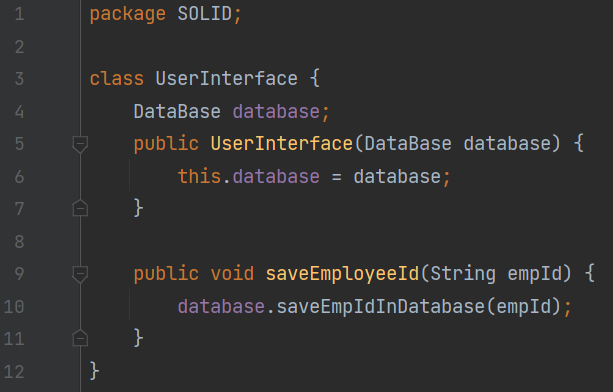 1 package SOLID;
2
3 class UserInterface {
4 DataBase database;
5 public UserInterface(DataBase database) {
6 this.database = database;
7 }
8
9 public void saveEmployeeId(String empId) {
10 database.saveEmpIdInDatabase(empId);
11 }
12 }